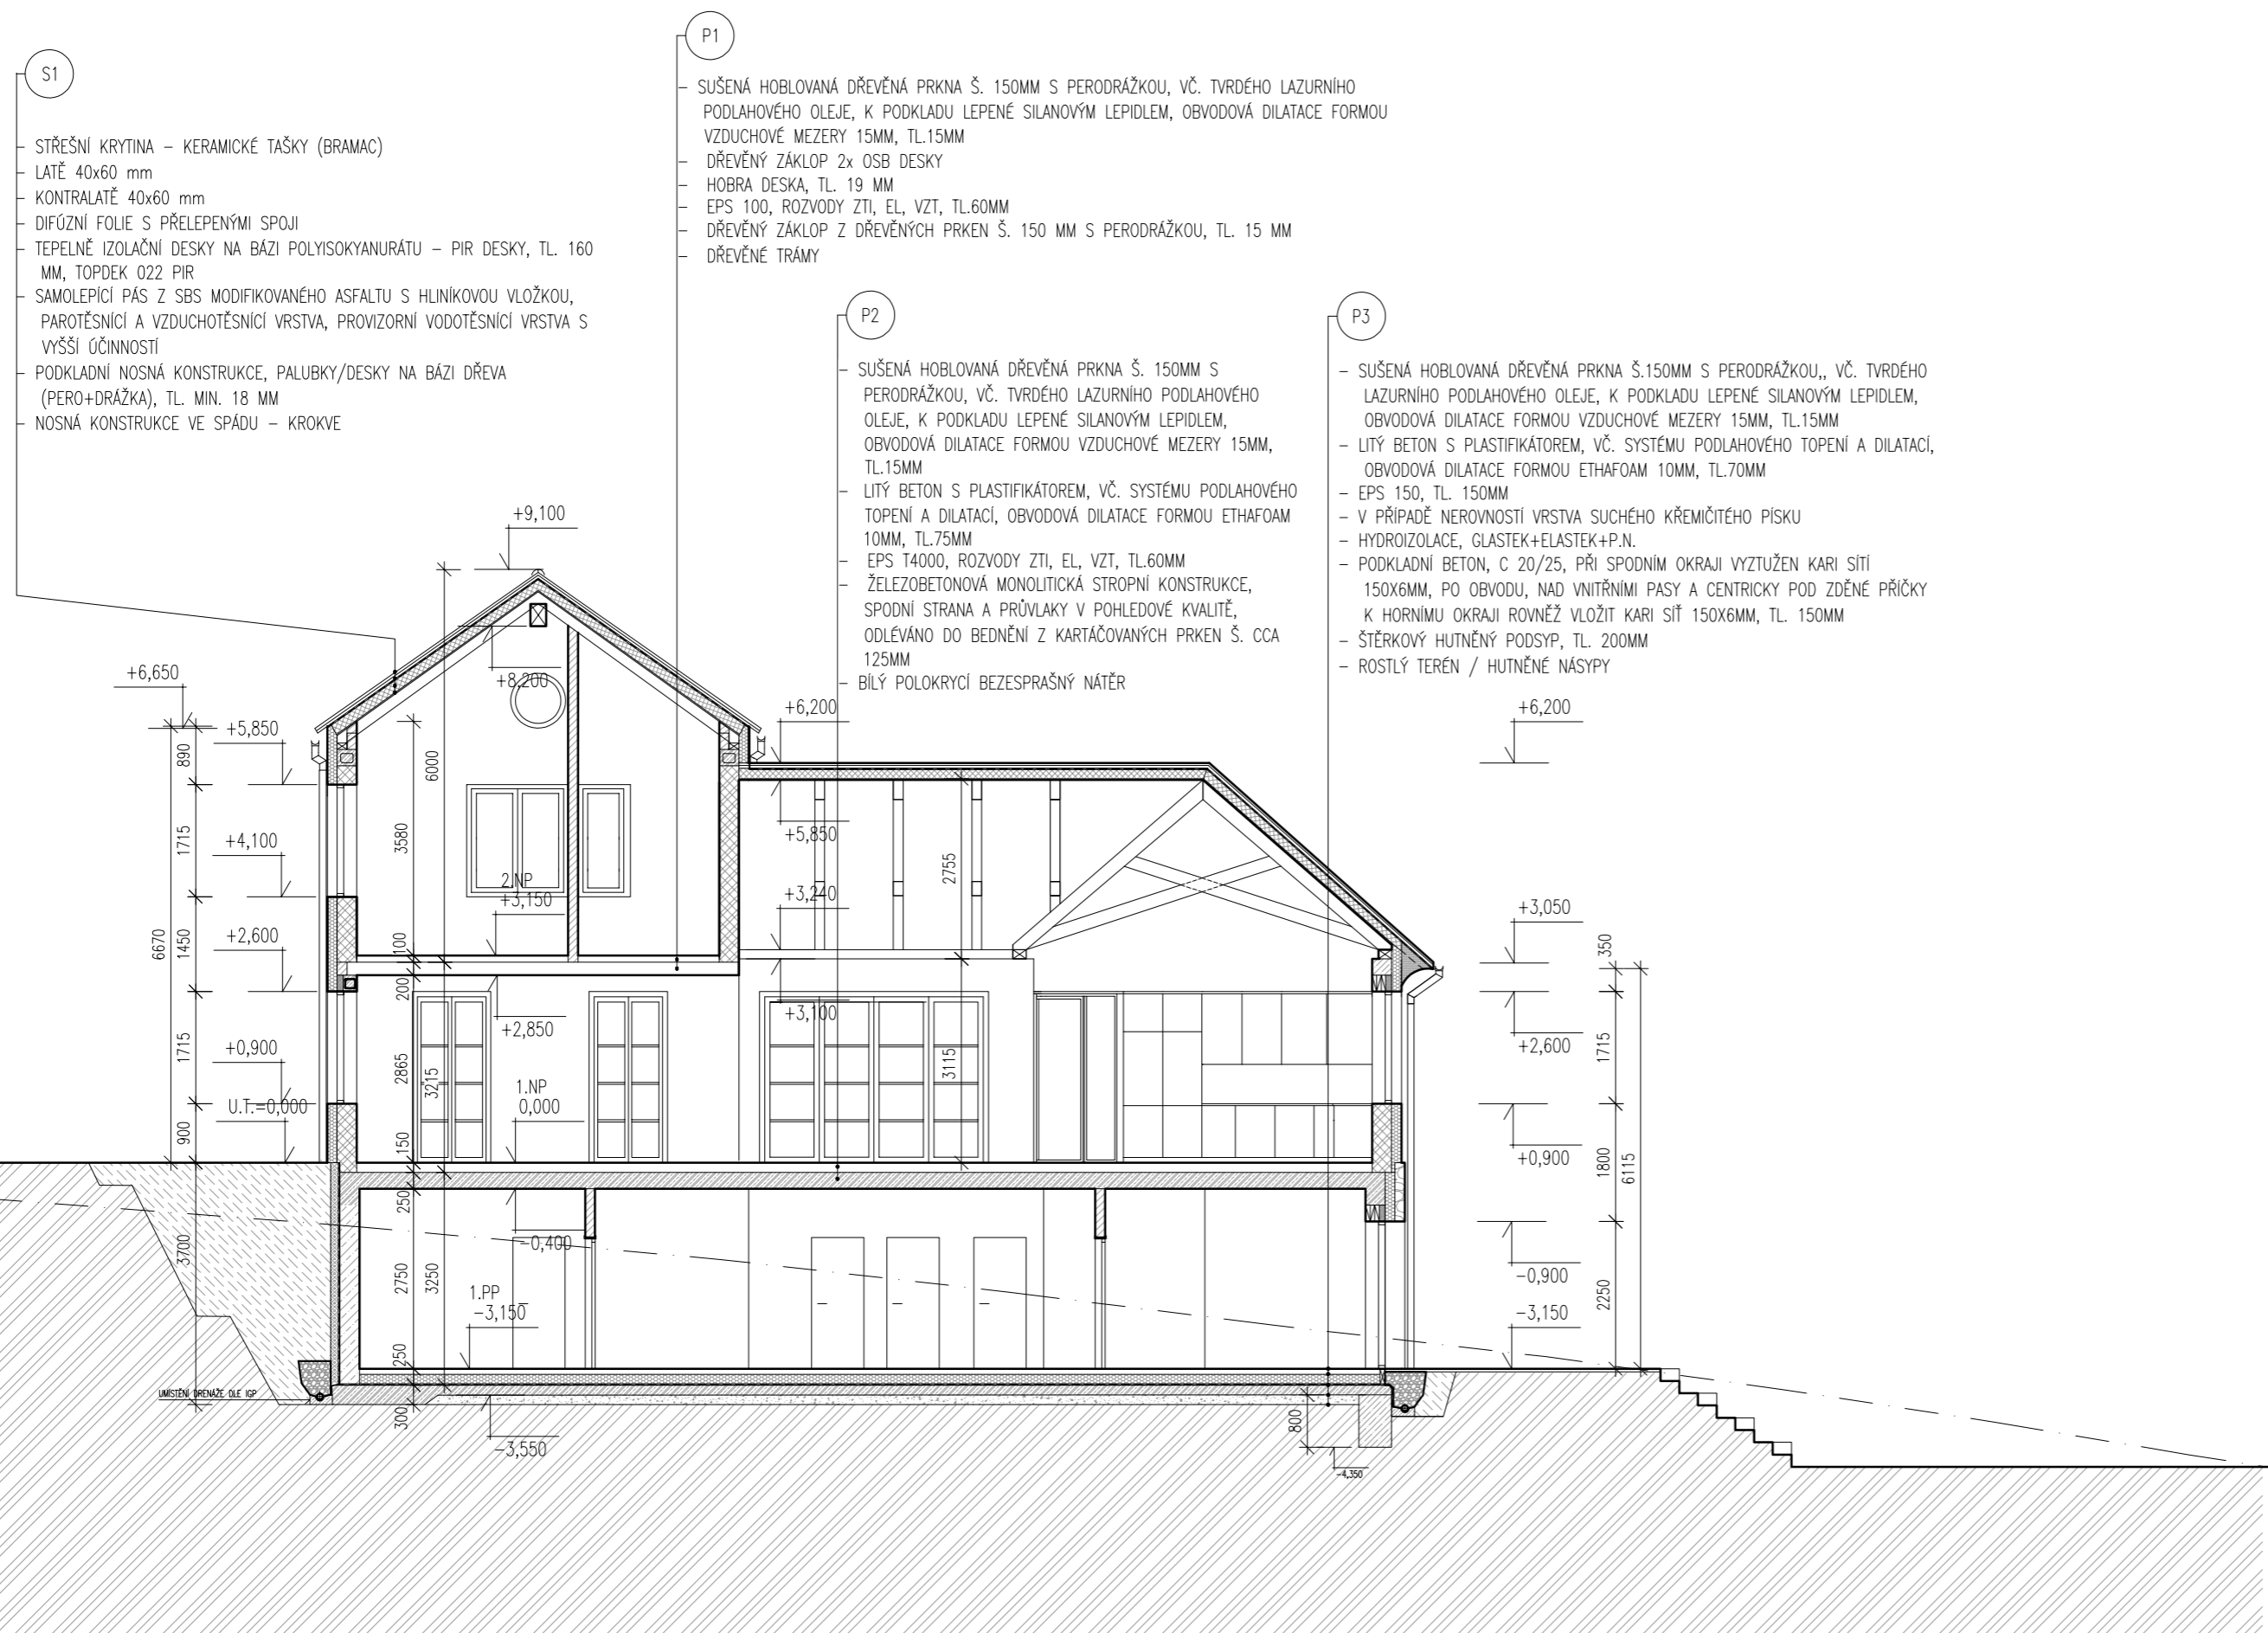 S1
- STŘEŠNÍ KRYTINA – KERAMICKÉ TAŠKY (BRAMAC)
- LATĚ 40x60 mm
- KONTRALATĚ 40x60 mm
- DIFÚZNÍ FOLIE S PŘELEPENÝMI SPOJI
- TEPELNĚ IZOLAČNÍ DESKY NA BÁZI POLYISOKYANURÁTU – PIR DESKY, TL. 160
MM, TOPDEK 022 PIR
- SAMOLEPÍCÍ PÁS Z SBS MODIFIKOVANÉHO ASFALTU S HLINÍKOVOU VLOŽKOU,
PAROTĚSNÍCÍ A VZDUCHOTĚSNÍCÍ VRSTVA, PROVIZORNÍ VODOTĚSNÍCÍ VRSTVA S
VYŠŠÍ ÚČINNOSTÍ
- PODKLADNÍ NOSNÁ KONSTRUKCE, PALUBKY/DESKY NA BÁZI DŘEVA
(PERO+DRÁŽKA), TL. MIN. 18 MM
- NOSNÁ KONSTRUKCE VE SPÁDU – KROKVE
P1
- SUŠENÁ HOBLOVANÁ DŘEVĚNÁ PRKNA Š. 150MM S PERODRÁŽKOU, VČ. TVRDÉHO LAZURNÍHO
PODLAHOVÉHO OLEJE, K PODKLADU LEPENÉ SILANOVÝM LEPIDLEM, OBVODOVÁ DILATACE FORMOU
VZDUCHOVÉ MEZERY 15MM, TL.15MM
- DŘEVĚNÝ ZÁKLOP 2x OSB DESKY
- HOBRA DESKA, TL. 19 MM
- EPS 100, ROZVODY ZTI, EL, VZT, TL.60MM
- DŘEVĚNÝ ZÁKLOP Z DŘEVĚNÝCH PRKEN Š. 150 MM S PERODRÁŽKOU, TL. 15 MM
- DŘEVĚNÉ TRÁMY
P2
- SUŠENÁ HOBLOVANÁ DŘEVĚNÁ PRKNA Š. 150MM S
PERODRÁŽKOU, VČ. TVRDÉHO LAZURNÍHO PODLAHOVÉHO
OLEJE, K PODKLADU LEPENÉ SILANOVÝM LEPIDLEM,
OBVODOVÁ DILATACE FORMOU VZDUCHOVÉ MEZERY 15MM,
TL.15MM
- LITÝ BETON S PLASTIFIKÁTOREM, VČ. SYSTÉMU PODLAHOVÉHO
TOPENÍ A DILATACÍ, OBVODOVÁ DILATACE FORMOU ETHAFOAM
10MM, TL.75MM
- EPS T4000, ROZVODY ZTI, EL, VZT, TL.60MM
- ŽELEZOBETONOVÁ MONOLITICKÁ STROPNÍ KONSTRUKCE,
SPODNÍ STRANA A PRŮVLAKY V POHLEDOVÉ KVALITĚ,
ODLÉVÁNO DO BEDNĚNÍ Z KARTÁČOVANÝCH PRKEN Š. CCA
125MM
- BÍLÝ POLOKRYCÍ BEZESPRAŠNÝ NÁTĚR
P3
- SUŠENÁ HOBLOVANÁ DŘEVĚNÁ PRKNA Š.150MM S PERODRÁŽKOU,, VČ. TVRDÉHO
LAZURNÍHO PODLAHOVÉHO OLEJE, K PODKLADU LEPENÉ SILANOVÝM LEPIDLEM,
OBVODOVÁ DILATACE FORMOU VZDUCHOVÉ MEZERY 15MM, TL.15MM
- LITÝ BETON S PLASTIFIKÁTOREM, VČ. SYSTÉMU PODLAHOVÉHO TOPENÍ A DILATACÍ,
OBVODOVÁ DILATACE FORMOU ETHAFOAM 10MM, TL.70MM
- EPS 150, TL. 150MM
- V PŘÍPADĚ NEROVNOSTÍ VRSTVA SUCHÉHO KŘEMIČITÉHO PÍSKU
- HYDROIZOLACE, GLASTEK+ELASTEK+P.N.
- PODKLADNÍ BETON, C 20/25, PŘI SPODNÍM OKRAJI VYZTUŽEN KARI SÍTÍ
150X6MM, PO OBVODU, NAD VNITŘNÍMI PASY A CENTRICKY POD ZDĚNÉ PŘÍČKY
K HORNÍMU OKRAJI ROVNĚŽ VLOŽIT KARI SÍŤ 150X6MM, TL. 150MM
- ŠTĚRKOVÝ HUTNĚNÝ PODSYP, TL. 200MM
- ROSTLÝ TERÉN / HUTNĚNÉ NÁSYPY
+9,100
+8,200
+6,650
+5,850
+4,100
+2,600
+0,900
U.T.=0,000
6670
890
1715
1450
1715
900
3700
6000
3580
100
200
2865
3215
150
250
2750
3250
250
300
2.NP
+3,150
+2,850
1.NP
0,000
-0,400
1.PP
-3,150
-3,550
UMÍSTĚNÍ DRENÁŽE DLE IGP
+6,200
+5,850
+3,240
+3,100
2755
3115
800
-4,350
+6,200
+3,050
+2,600
+0,900
-0,900
-3,150
350
1715
1800
6115
2250